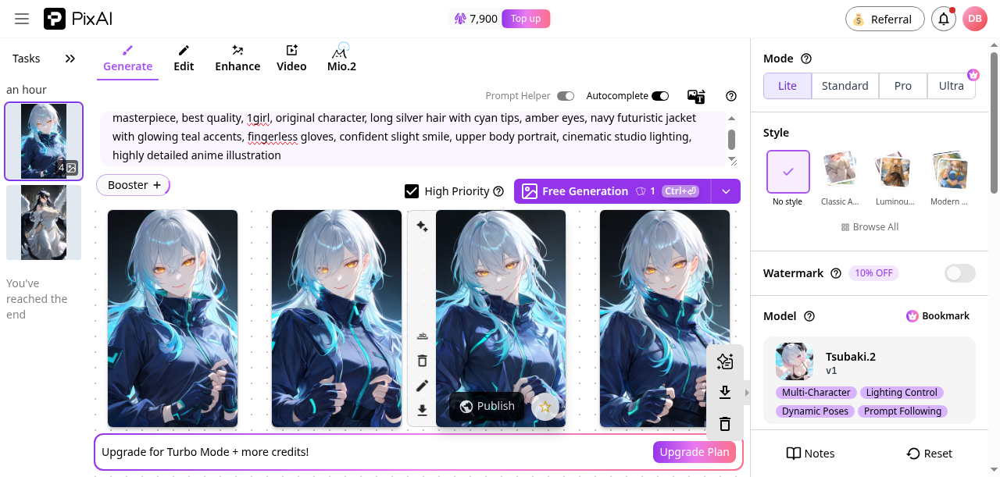 PixAI
7,900
Top up
Referral
DB
Tasks
an hour
4
You've
reached the
end
Generate
Edit
Enhance
Video
Mio.2
Prompt Helper
Autocomplete
masterpiece, best quality, 1girl, original character, long silver hair with cyan tips, amber eyes, navy futuristic jacket
with glowing teal accents, fingerless gloves, confident slight smile, upper body portrait, cinematic studio lighting,
highly detailed anime illustration
Booster +
High Priority
Free Generation
1
Ctrl+⏎
Publish
Upgrade for Turbo Mode + more credits!
Upgrade Plan
Mode
Lite
Standard
Pro
Ultra
Style
No style
Classic A...
Luminou...
Modern ...
Browse All
Watermark
10% OFF
Model
Bookmark
Tsubaki.2
v1
Multi-Character
Lighting Control
Dynamic Poses
Prompt Following
Notes
Reset